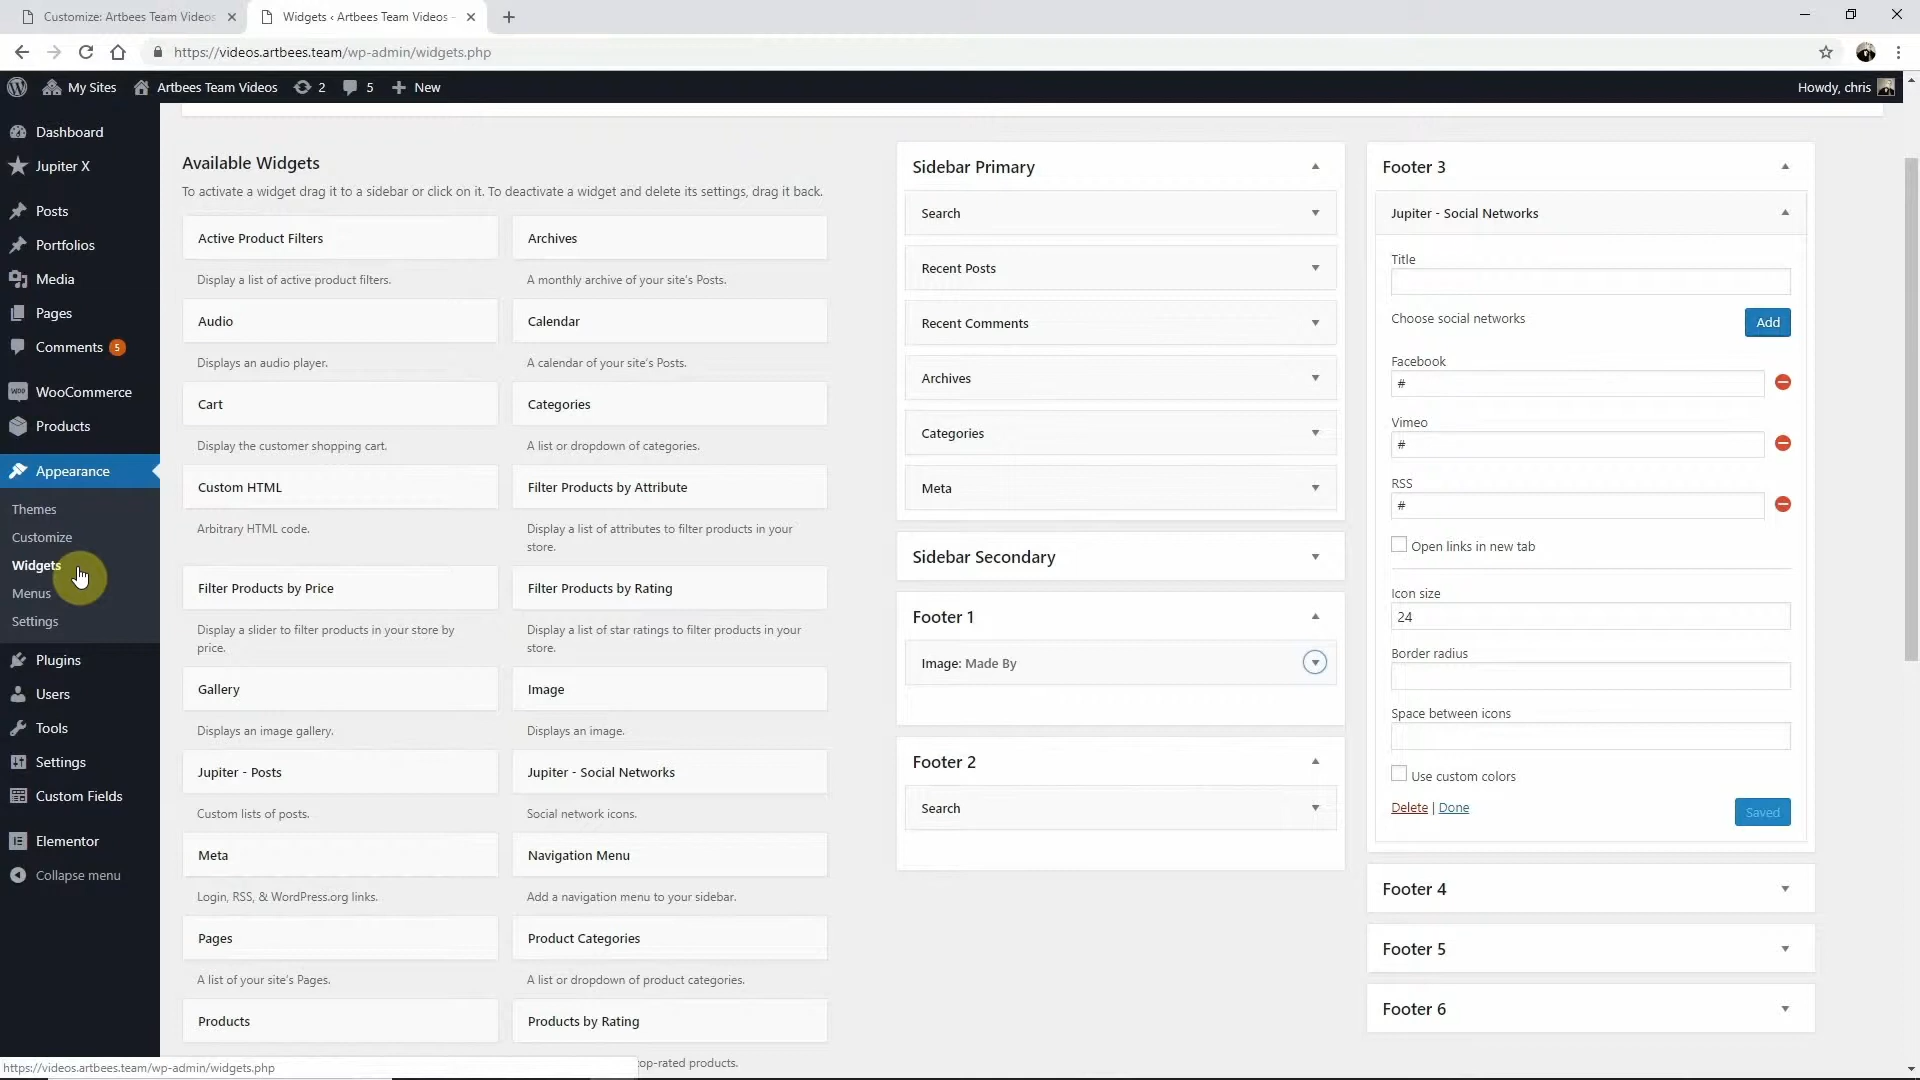 Customize: Artbees Team Videos
Widgets ‹ Artbees Team Videos –
https://videos.artbees.team/wp-admin/widgets.php
My Sites
Artbees Team Videos
2
5
New
Howdy, chris
Dashboard
Jupiter X
Posts
Portfolios
Media
Pages
Comments 5
WooCommerce
Products
Appearance
Themes
Customize
Widgets
Menus
Settings
Plugins
Users
Tools
Settings
Custom Fields
Elementor
Collapse menu
Available Widgets
To activate a widget drag it to a sidebar or click on it. To deactivate a widget and delete its settings, drag it back.
Active Product Filters
Display a list of active product filters.
Archives
A monthly archive of your site's Posts.
Audio
Displays an audio player.
Calendar
A calendar of your site's Posts.
Cart
Display the customer shopping cart.
Categories
A list or dropdown of categories.
Custom HTML
Arbitrary HTML code.
Filter Products by Attribute
Display a list of attributes to filter products in your
store.
Filter Products by Price
Display a slider to filter products in your store by
price.
Filter Products by Rating
Display a list of star ratings to filter products in your
store.
Gallery
Displays an image gallery.
Image
Displays an image.
Jupiter - Posts
Custom lists of posts.
Jupiter - Social Networks
Social network icons.
Meta
Login, RSS, & WordPress.org links.
Navigation Menu
Add a navigation menu to your sidebar.
Pages
A list of your site's Pages.
Product Categories
A list or dropdown of product categories.
Products
Products by Rating
op-rated products.
Sidebar Primary
Search
Recent Posts
Recent Comments
Archives
Categories
Meta
Sidebar Secondary
Footer 1
Image: Made By
Footer 2
Search
Footer 3
Jupiter - Social Networks
Title
Choose social networks
Add
Facebook
#
Vimeo
#
RSS
#
Open links in new tab
Icon size
24
Border radius
Space between icons
Use custom colors
Delete | Done
Saved
Footer 4
Footer 5
Footer 6
https://videos.artbees.team/wp-admin/widgets.php